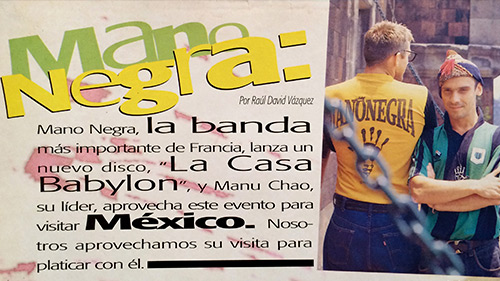 Mano
Negra:
Por Raúl David Vázquez
Mano Negra, la banda
más importante de Francia, lanza un
nuevo disco, "La Casa
Babylon", y Manu Chao,
su líder, aprovecha este evento para
visitar México. Noso-
tros aprovechamos su visita para
platicar con él.
MANONEGRA